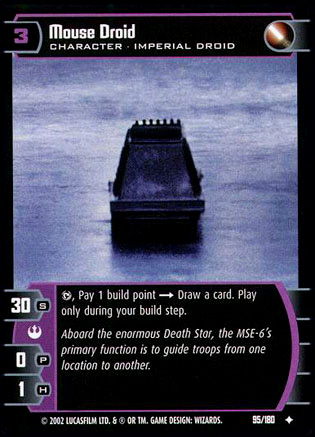 3 Mouse Droid
CHARACTER · IMPERIAL DROID
30 S
0 P
1 H
, Pay 1 build point → Draw a card. Play
only during your build step.
Aboard the enormous Death Star, the MSE-6's
primary function is to guide troops from one
location to another.
© 2002 LUCASFILM LTD. & ® OR TM. GAME DESIGN: WIZARDS. 95/180